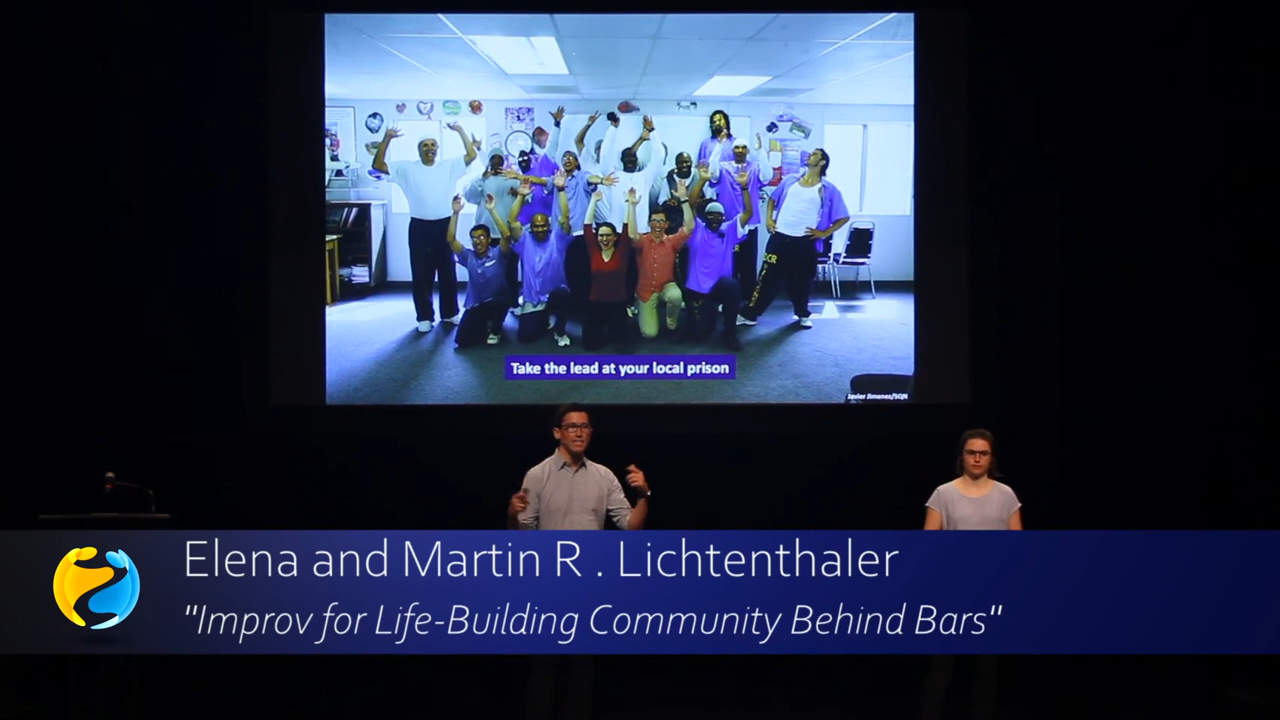 Take the lead at your local prison
Javier Jimenez/SQN
Elena and Martin R . Lichtenthaler
"Improv for Life-Building Community Behind Bars"